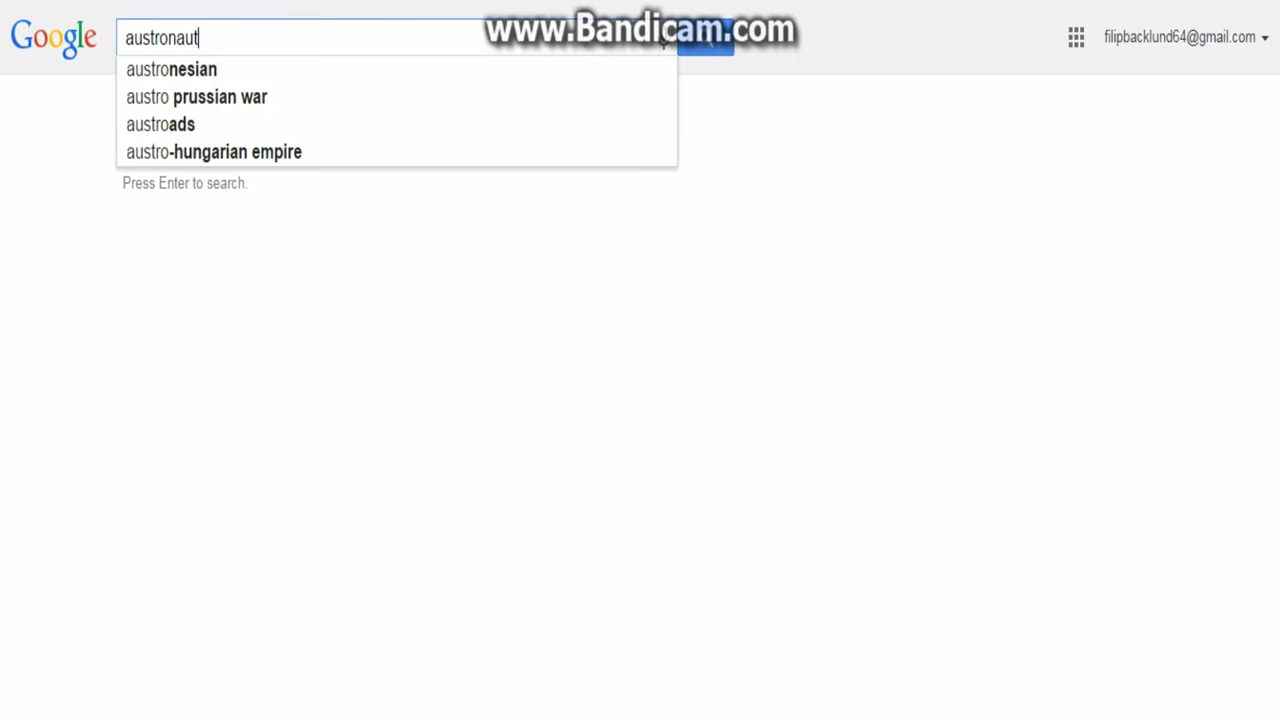 Google
austronaut
www.Bandicam.com
filipbacklund64@gmail.com
austronesian
austro prussian war
austroads
austro-hungarian empire
Press Enter to search.